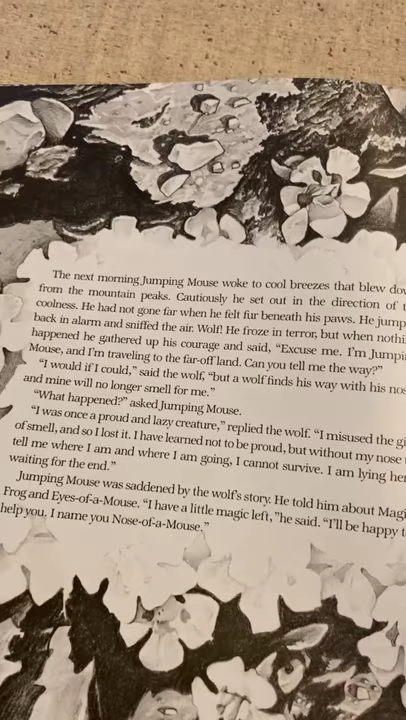 The next morning Jumping Mouse woke to cool breezes that blew
from the mountain peaks. Cautiously he set out in the direction of
coolness. He had not gone far when he felt fur beneath his paws. He
back in alarm and sniffed the air. Wolf! He froze in terror, but when
happened he gathered up his courage and said, “Excuse me. I’m
Mouse, and I’m traveling to the far-off land. Can you tell me the way?”
“I would if I could,” said the wolf, “but a wolf finds his way with his
and mine will no longer smell for me.”
“What happened?” asked Jumping Mouse.
“I was once a proud and lazy creature,” replied the wolf. “I misused the
of smell, and so I lost it. I have learned not to be proud, but without my nose
tell me where I am and where I am going, I cannot survive. I am lying
waiting for the end.”
Jumping Mouse was saddened by the wolf’s story. He told him about
Frog and Eyes-of-a-Mouse. “I have a little magic left, ”he said. “I’ll be happy
help you. I name you Nose-of-a-Mouse.”